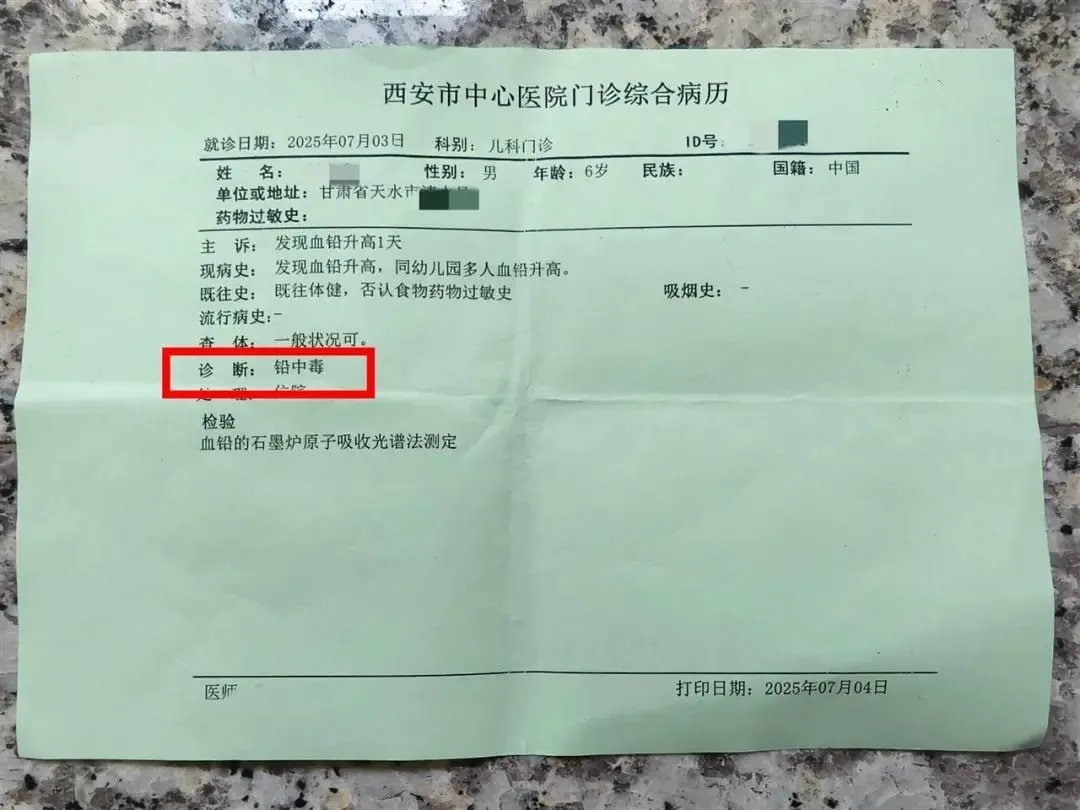 西安市中心医院门诊综合病历
就诊日期: 2025年07月03日 科别: 儿科门诊 ID号:
姓 名: 性别: 男 年龄: 6岁 民族: 国籍: 中国
单位或地址: 甘肃省天水市
药物过敏史:
主 诉: 发现血铅升高1天
现病史: 发现血铅升高, 同幼儿园多人血铅升高。
既往史: 既往体健, 否认食物药物过敏史 吸烟史: -
流行病史:-
查 体: 一般状况可。
诊 断: 铅中毒
处 理: 住院
检验
血铅的石墨炉原子吸收光谱法测定
医师 打印日期: 2025年07月04日